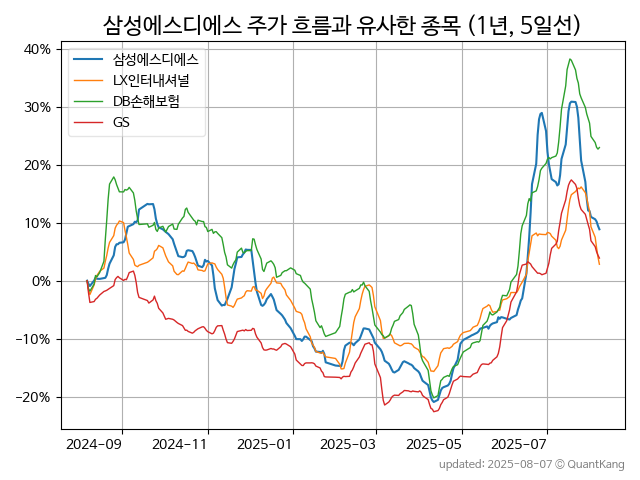 삼성에스디에스 주가 흐름과 유사한 종목 (1년, 5일선)
삼성에스디에스
LX인터내셔널
DB손해보험
GS
40%
30%
20%
10%
0%
−10%
−20%
2024-09
2024-11
2025-01
2025-03
2025-05
2025-07
updated: 2025-08-07 © QuantKang